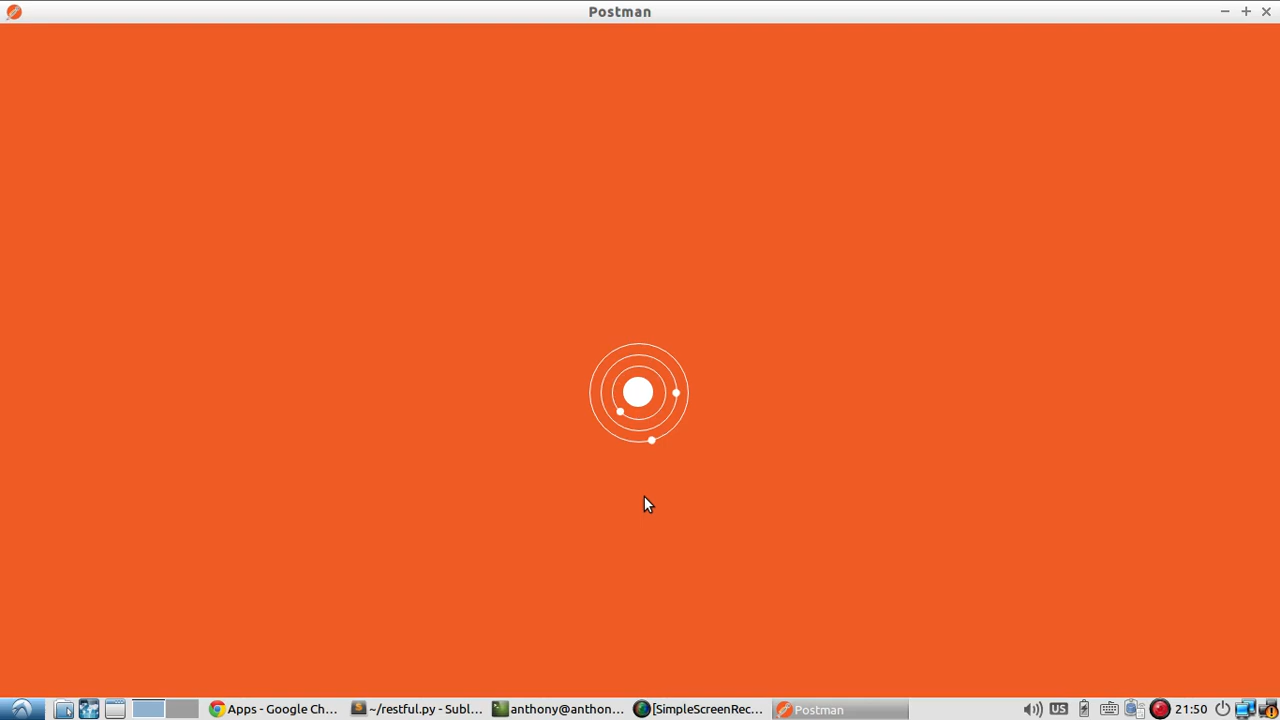 Postman
Apps - Google Ch...
~/restful.py - Subl...
anthony@anthon...
[SimpleScreenRec...
Postman
US
21:50